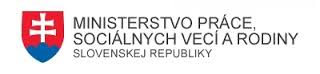 MINISTERSTVO PRÁCE,
SOCIÁLNYCH VECÍ A RODINY
SLOVENSKEJ REPUBLIKY